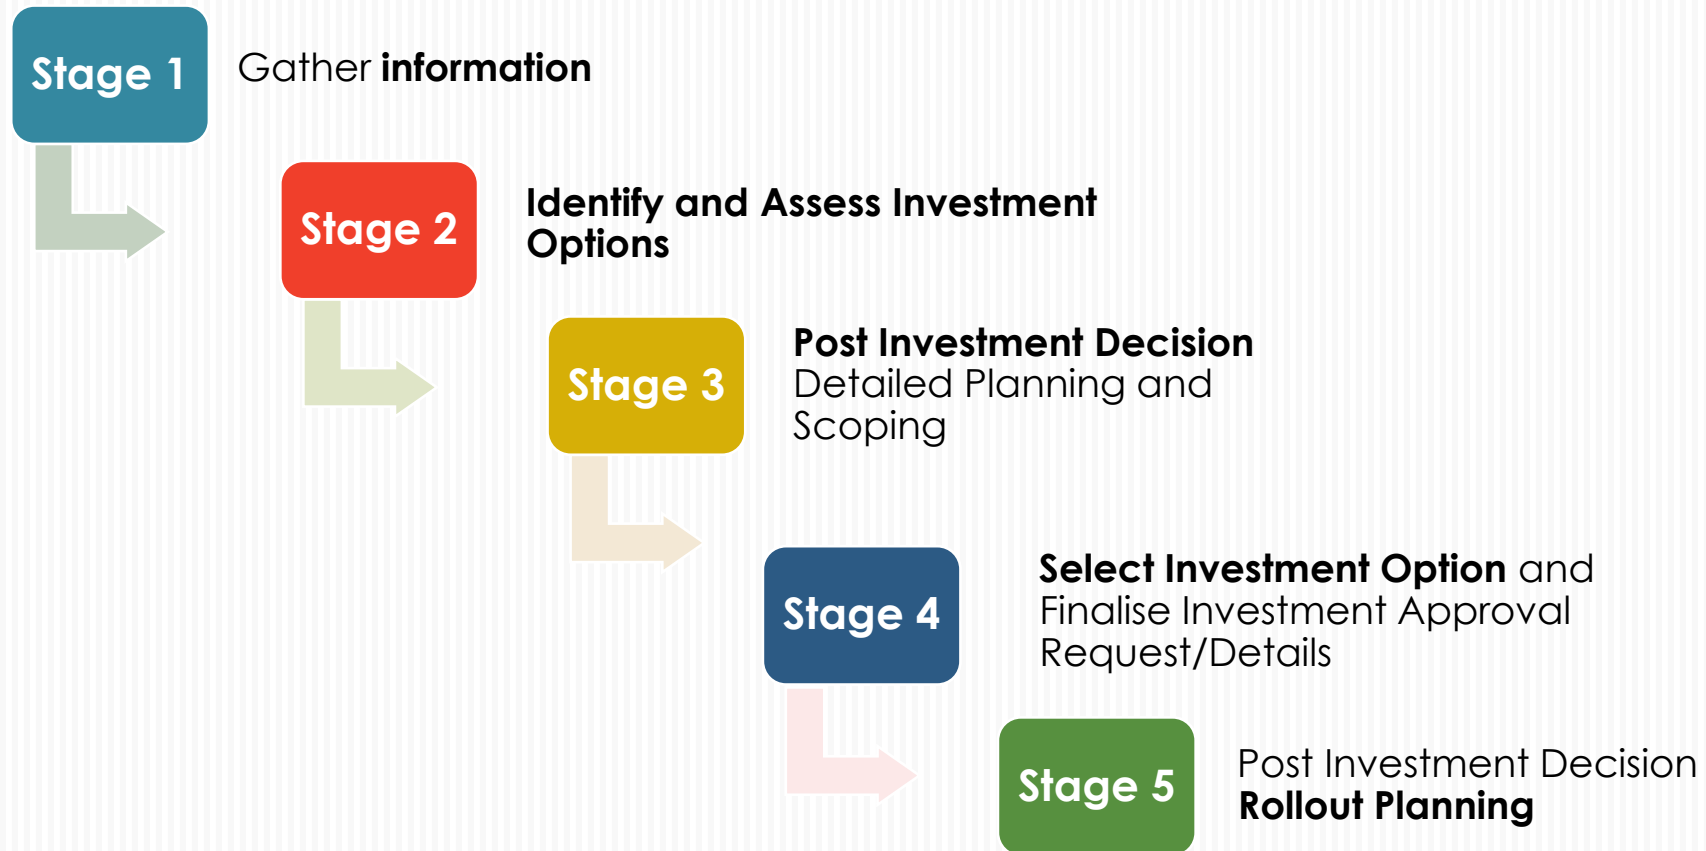 Stage 1
Gather information
Stage 2
Identify and Assess Investment
Options
Stage 3
Post Investment Decision
Detailed Planning and
Scoping
Stage 4
Select Investment Option and
Finalise Investment Approval
Request/Details
Stage 5
Post Investment Decision
Rollout Planning